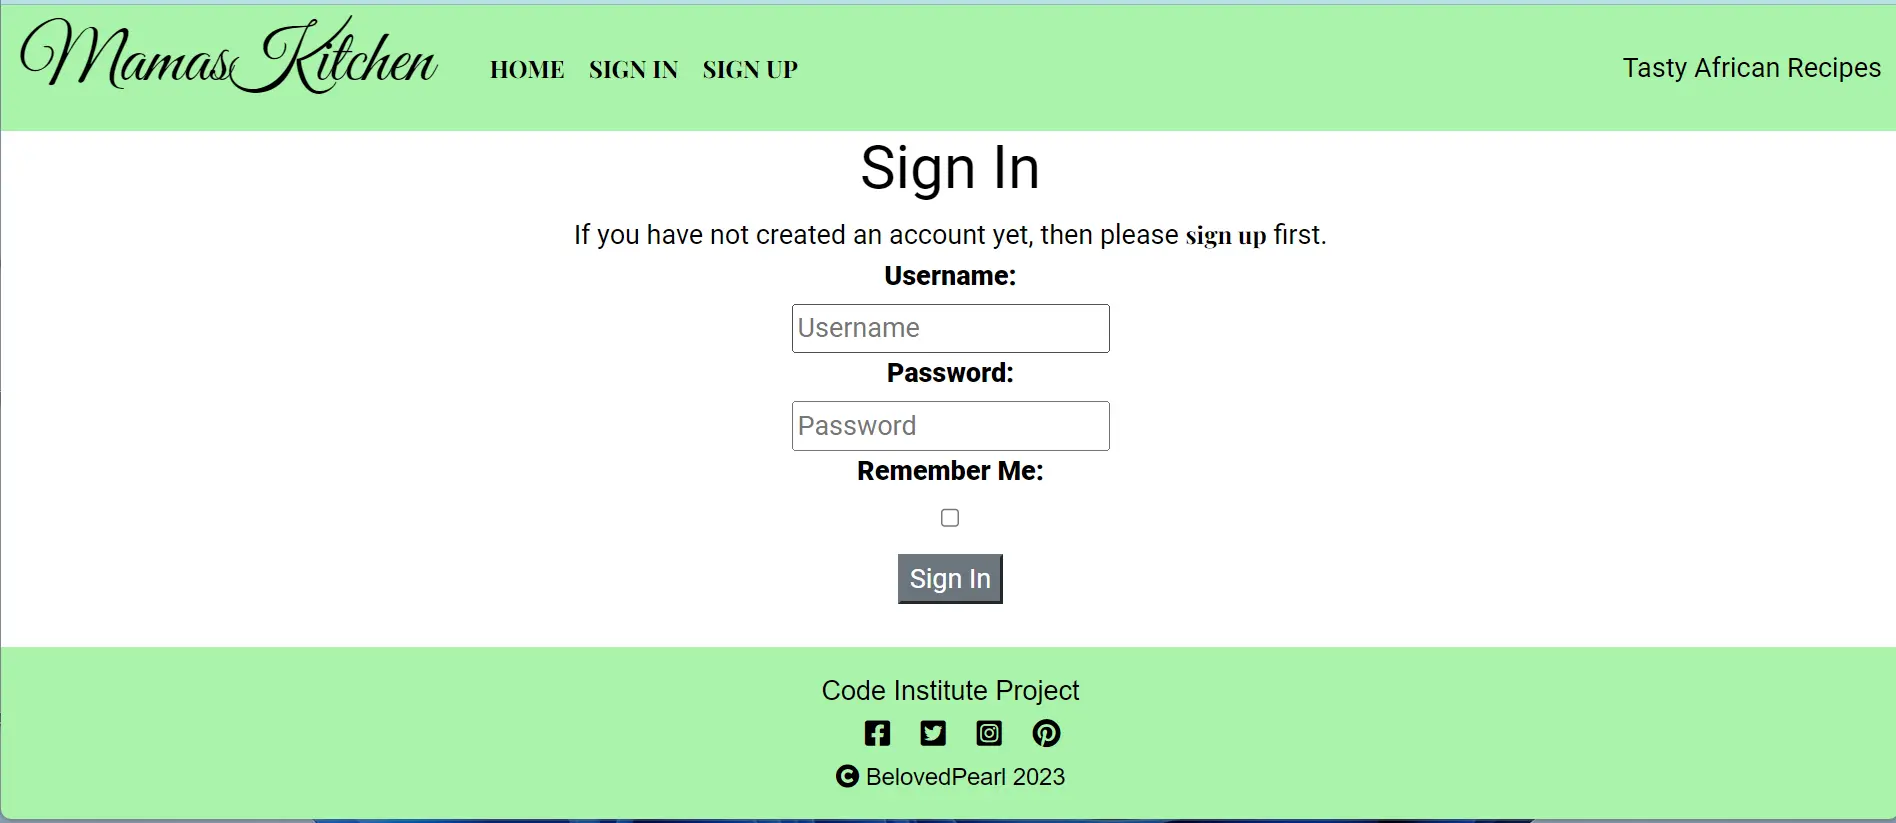 Mamas Kitchen HOME SIGN IN SIGN UP Tasty African Recipes
Sign In
If you have not created an account yet, then please sign up first.
Username:
Username
Password:
Password
Remember Me:
Sign In
Code Institute Project
BelovedPearl 2023